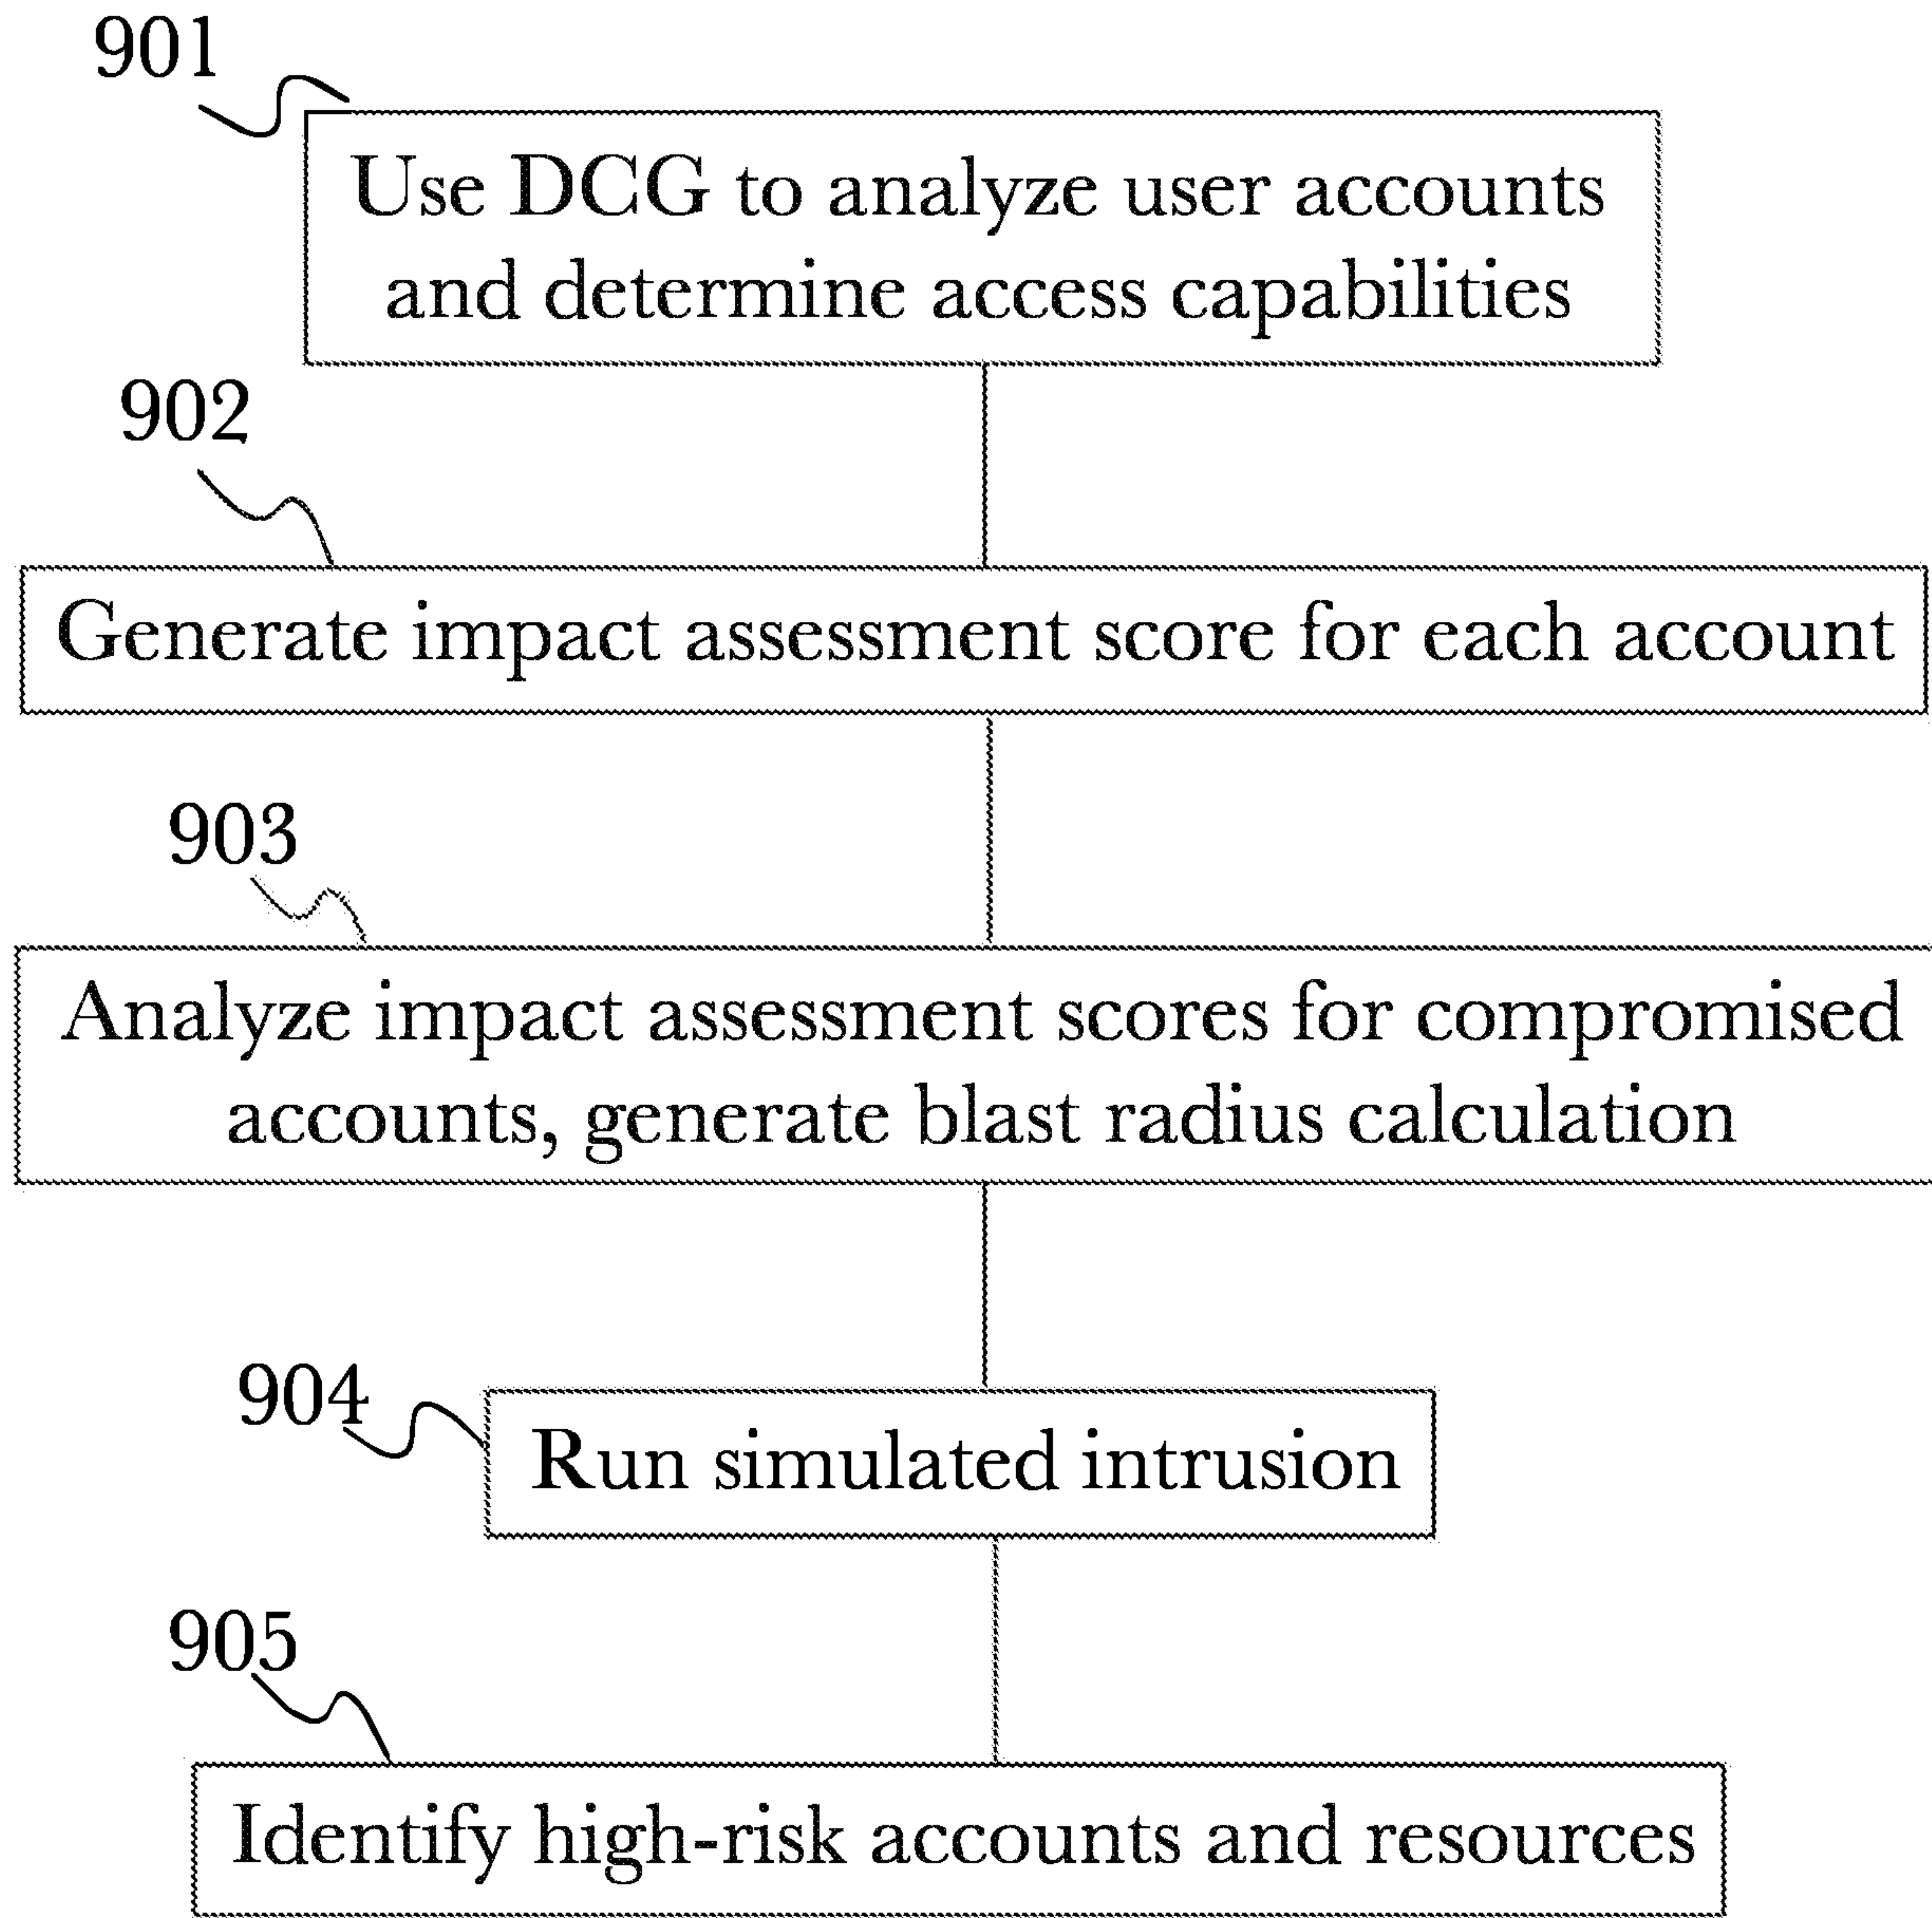 901
Use DCG to analyze user accounts
and determine access capabilities
902
Generate impact assessment score for each account
903
Analyze impact assessment scores for compromised
accounts, generate blast radius calculation
904
Run simulated intrusion
905
Identify high-risk accounts and resources